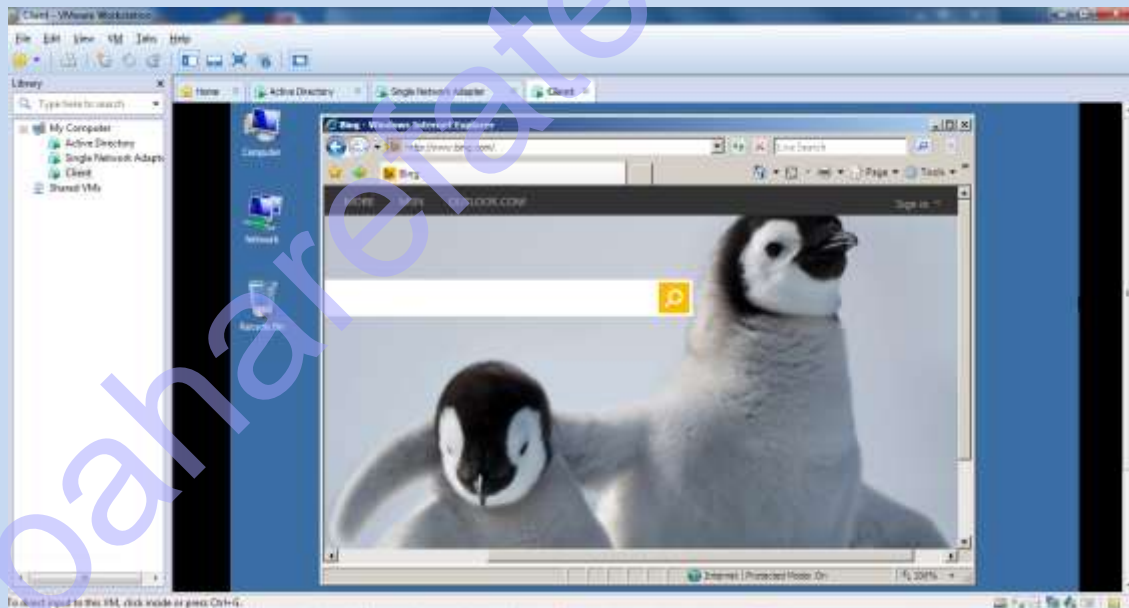 Client - VMware Workstation
File Edit View VM Tabs Help
Library
Type here to search
My Computer
Active Directory
Single Network Adapte
Client
Shared VMs
Home
Active Directory
Single Network Adapter
Client
Computer
Network
Recycle Bin
Bing - Windows Internet Explorer
http://www.bing.com/
Live Search
Bing
Page
Tools
MORE MSN OUTLOOK.COM
Sign in
Internet | Protected Mode: On
100%
To direct input to this VM, click inside or press Ctrl+G.